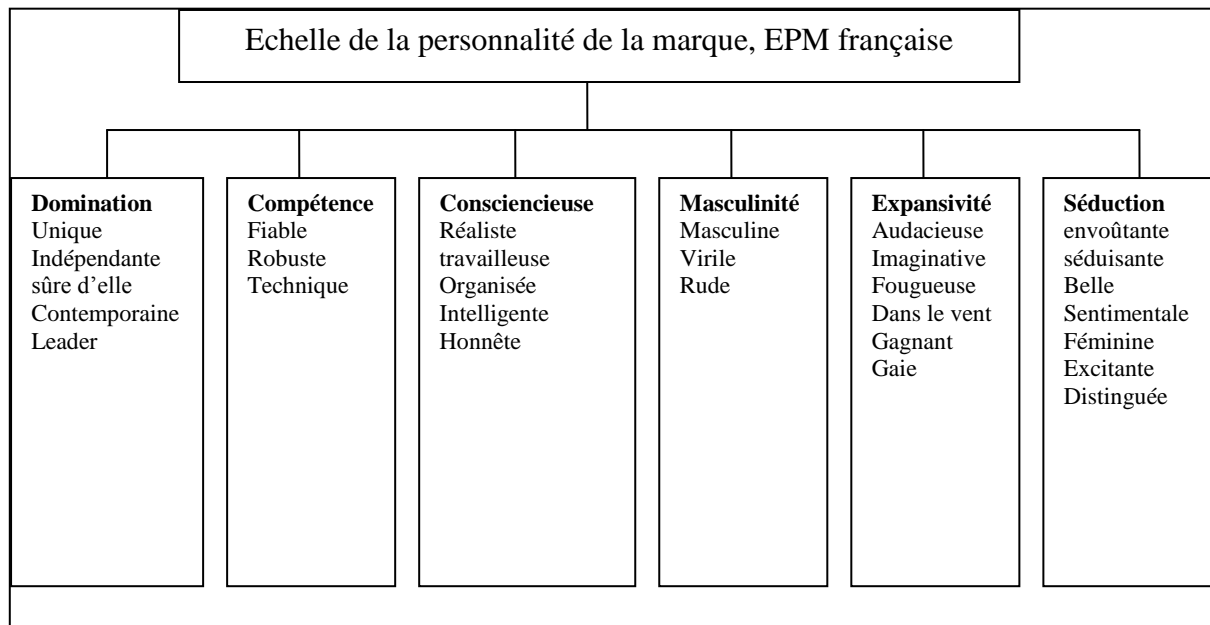 Echelle de la personnalité de la marque, EPM française
Domination
Unique
Indépendante
sûre d'elle
Contemporaine
Leader
Compétence
Fiable
Robuste
Technique
Consciencieuse
Réaliste
travailleuse
Organisée
Intelligente
Honnête
Masculinité
Masculine
Virile
Rude
Expansivité
Audacieuse
Imaginative
Fougueuse
Dans le vent
Gagnant
Gaie
Séduction
envoûtante
séduisante
Belle
Sentimentale
Féminine
Excitante
Distinguée